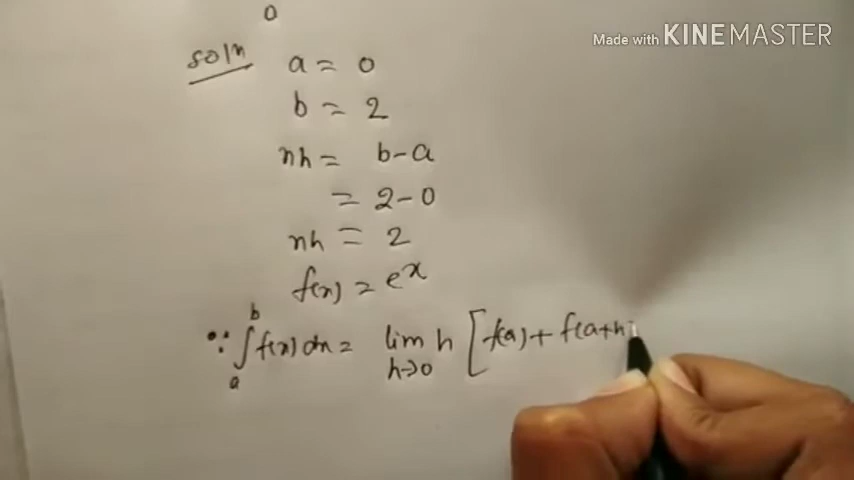 0
Made with KINEMASTER
Soln a = 0
b = 2
nh = b-a
= 2-0
nh = 2
f(x) = e^x
∵ ∫_a^b f(x) dx = lim_{h→0} h [f(a) + f(a+h